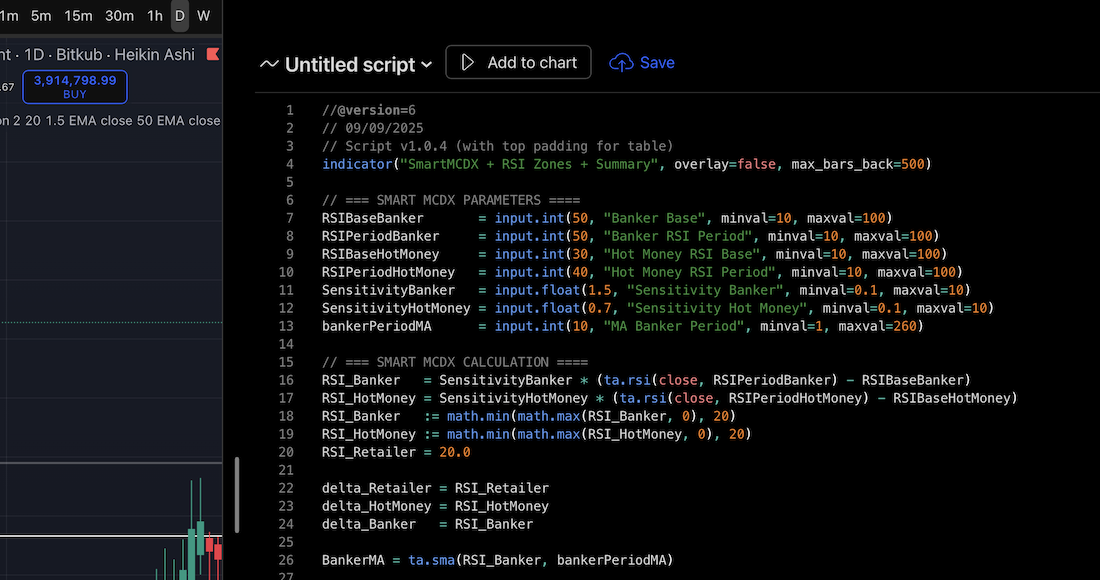 1m 5m 15m 30m 1h D W
nt · 1D · Bitkub · Heikin Ashi
.67
3,914,798.99
BUY
on 2 20 1.5 EMA close 50 EMA close
Untitled script
Add to chart
Save
1 //@version=6
2 // 09/09/2025
3 // Script v1.0.4 (with top padding for table)
4 indicator("SmartMCDX + RSI Zones + Summary", overlay=false, max_bars_back=500)
5
6 // === SMART MCDX PARAMETERS ====
7 RSIBaseBanker       = input.int(50, "Banker Base", minval=10, maxval=100)
8 RSIPeriodBanker     = input.int(50, "Banker RSI Period", minval=10, maxval=100)
9 RSIBaseHotMoney     = input.int(30, "Hot Money RSI Base", minval=10, maxval=100)
10 RSIPeriodHotMoney   = input.int(40, "Hot Money RSI Period", minval=10, maxval=100)
11 SensitivityBanker   = input.float(1.5, "Sensitivity Banker", minval=0.1, maxval=10)
12 SensitivityHotMoney = input.float(0.7, "Sensitivity Hot Money", minval=0.1, maxval=10)
13 bankerPeriodMA      = input.int(10, "MA Banker Period", minval=1, maxval=260)
14
15 // === SMART MCDX CALCULATION ====
16 RSI_Banker   = SensitivityBanker * (ta.rsi(close, RSIPeriodBanker) - RSIBaseBanker)
17 RSI_HotMoney = SensitivityHotMoney * (ta.rsi(close, RSIPeriodHotMoney) - RSIBaseHotMoney)
18 RSI_Banker   := math.min(math.max(RSI_Banker, 0), 20)
19 RSI_HotMoney := math.min(math.max(RSI_HotMoney, 0), 20)
20 RSI_Retailer = 20.0
21
22 delta_Retailer = RSI_Retailer
23 delta_HotMoney = RSI_HotMoney
24 delta_Banker   = RSI_Banker
25
26 BankerMA = ta.sma(RSI_Banker, bankerPeriodMA)
27